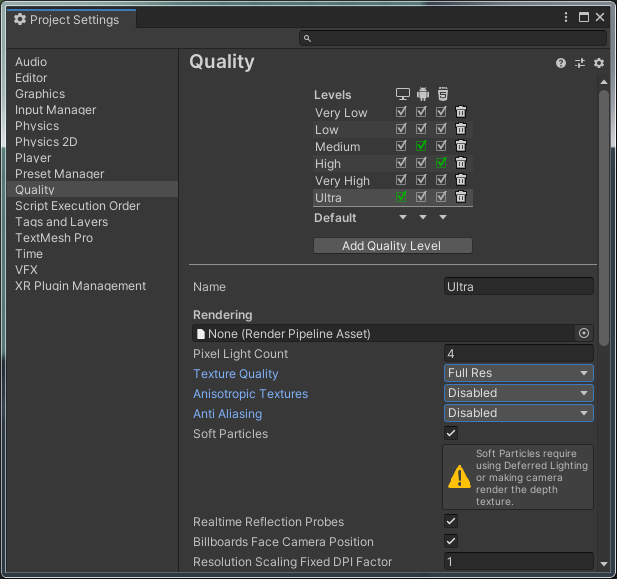 Project Settings
Quality
Audio
Editor
Graphics
Input Manager
Physics
Physics 2D
Player
Preset Manager
Quality
Script Execution Order
Tags and Layers
TextMesh Pro
Time
VFX
XR Plugin Management
Levels
Very Low
Low
Medium
High
Very High
Ultra
Default
Add Quality Level
Name Ultra
Rendering
None (Render Pipeline Asset)
Pixel Light Count 4
Texture Quality Full Res
Anisotropic Textures Disabled
Anti Aliasing Disabled
Soft Particles
Soft Particles require
using Deferred Lighting
or making camera
render the depth
texture.
Realtime Reflection Probes
Billboards Face Camera Position
Resolution Scaling Fixed DPI Factor 1